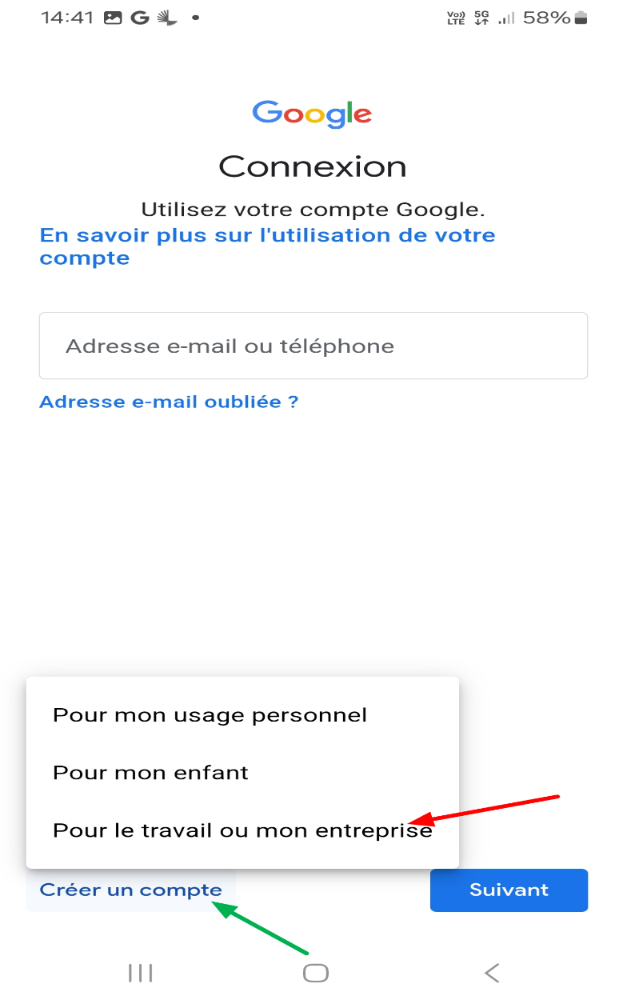 14:41 G
Vo)) LTE 5G 58%
Google
Connexion
Utilisez votre compte Google.
En savoir plus sur l'utilisation de votre
compte
Adresse e-mail ou téléphone
Adresse e-mail oubliée ?
Pour mon usage personnel
Pour mon enfant
Pour le travail ou mon entreprise
Créer un compte
Suivant